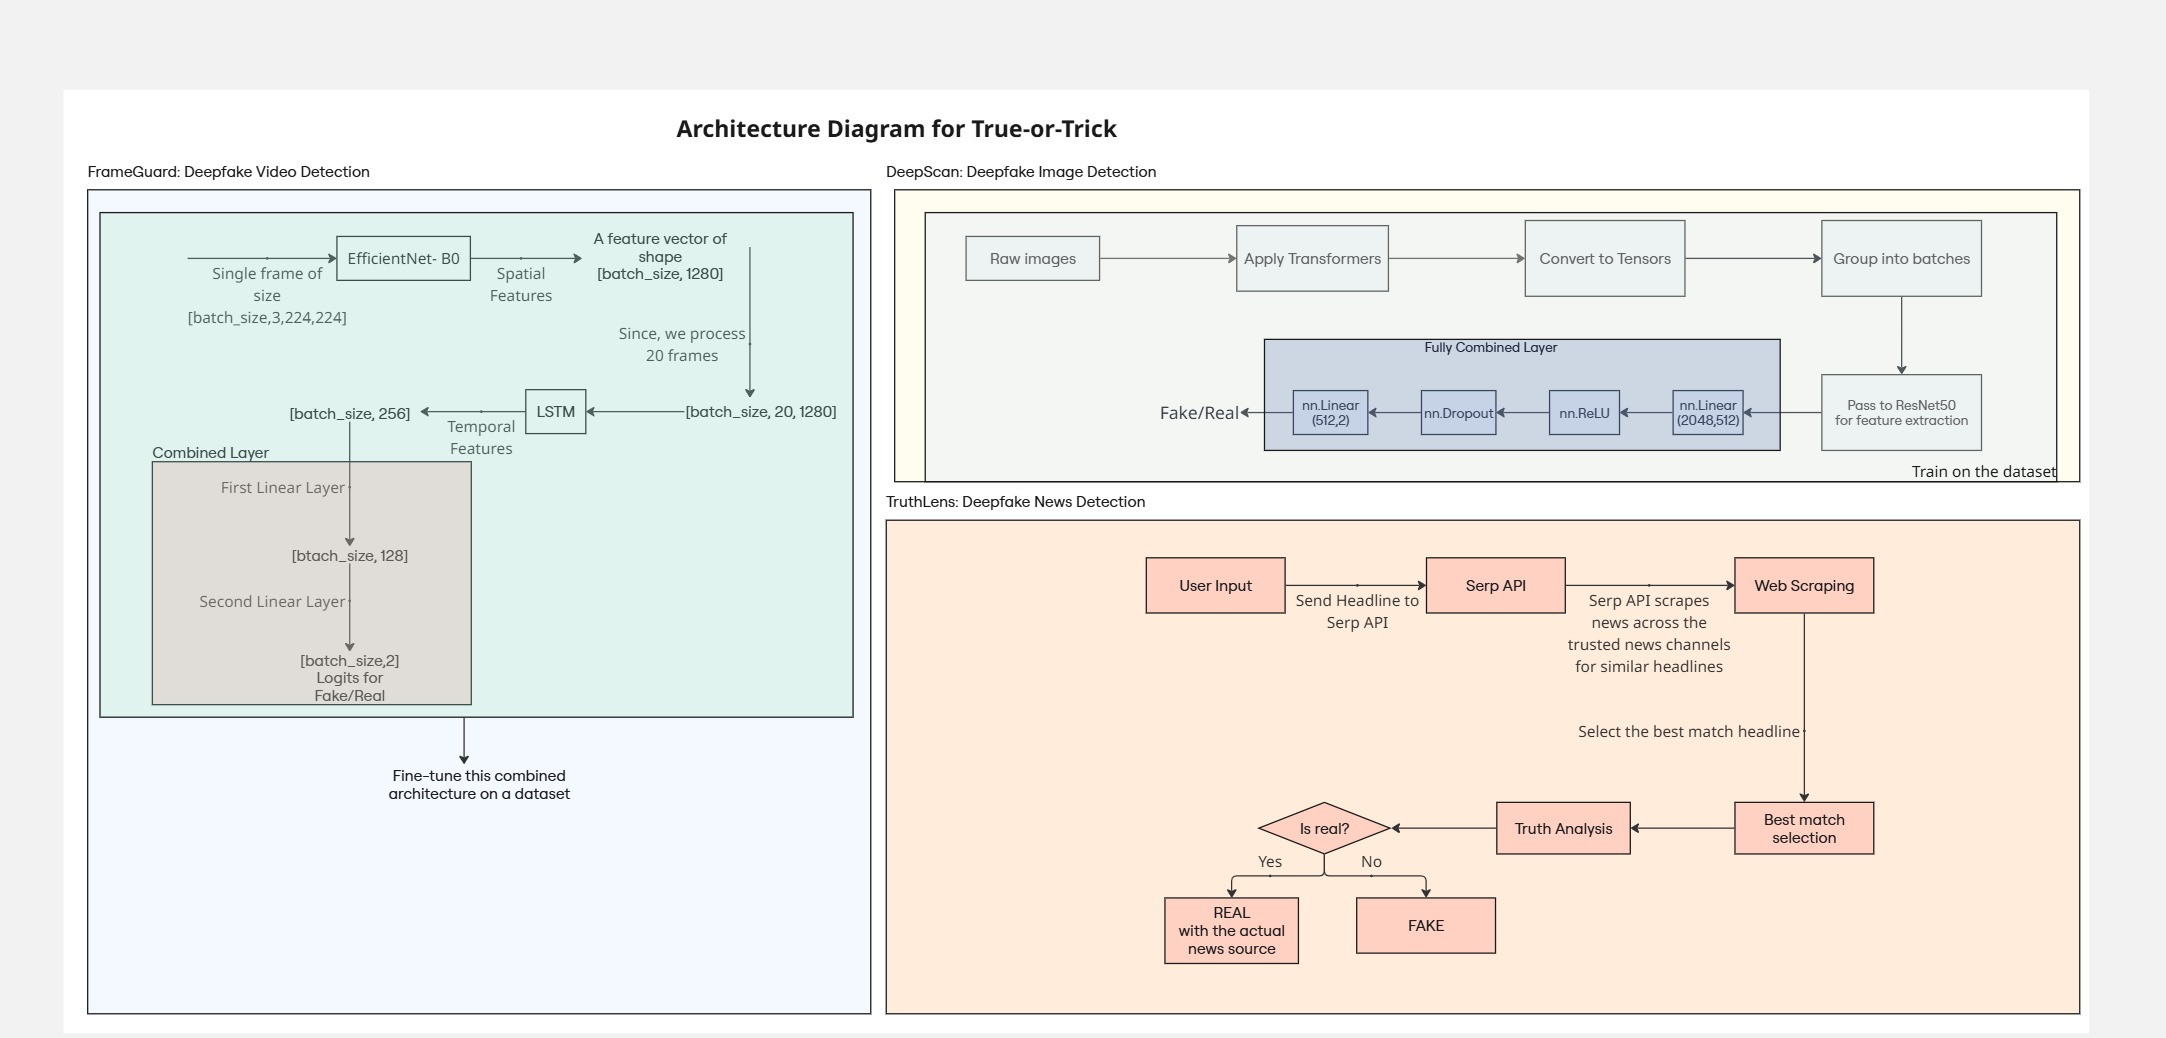 Architecture Diagram for True-or-Trick
FrameGuard: Deepfake Video Detection
Single frame of
size
[batch_size,3,224,224]
EfficientNet- B0
Spatial
Features
A feature vector of
shape
[batch_size, 1280]
Since, we process
20 frames
[batch_size, 20, 1280]
LSTM
Temporal
Features
[batch_size, 256]
Combined Layer
First Linear Layer
[btach_size, 128]
Second Linear Layer
[batch_size,2]
Logits for
Fake/Real
Fine-tune this combined
architecture on a dataset
DeepScan: Deepfake Image Detection
Raw images
Apply Transformers
Convert to Tensors
Group into batches
Pass to ResNet50
for feature extraction
Fully Combined Layer
nn.Linear
(2048,512)
nn.ReLU
nn.Dropout
nn.Linear
(512,2)
Fake/Real
Train on the dataset
TruthLens: Deepfake News Detection
User Input
Send Headline to
Serp API
Serp API
Serp API scrapes
news across the
trusted news channels
for similar headlines
Web Scraping
Select the best match headline
Best match
selection
Truth Analysis
Is real?
Yes
No
REAL
with the actual
news source
FAKE